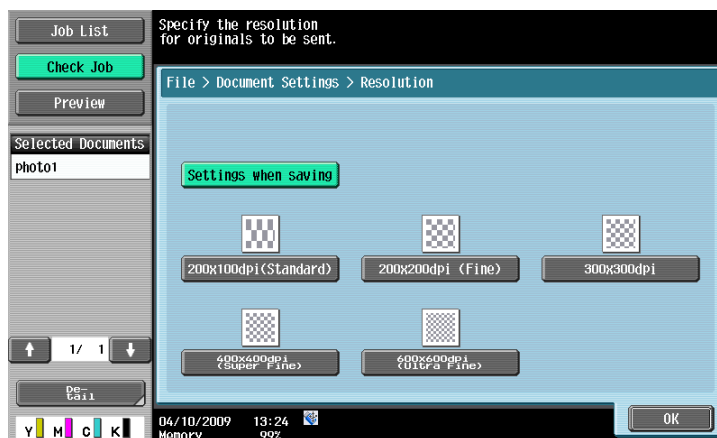 Job List
Check Job
Preview
Selected Documents
photo1
1/ 1
De-
tail
Y M C K
Specify the resolution
for originals to be sent.
File > Document Settings > Resolution
Settings when saving
200x100dpi(Standard)
200x200dpi (Fine)
300x300dpi
400x400dpi
(Super Fine)
600x600dpi
(Ultra Fine)
04/10/2009 13:24
Memory 99%
OK